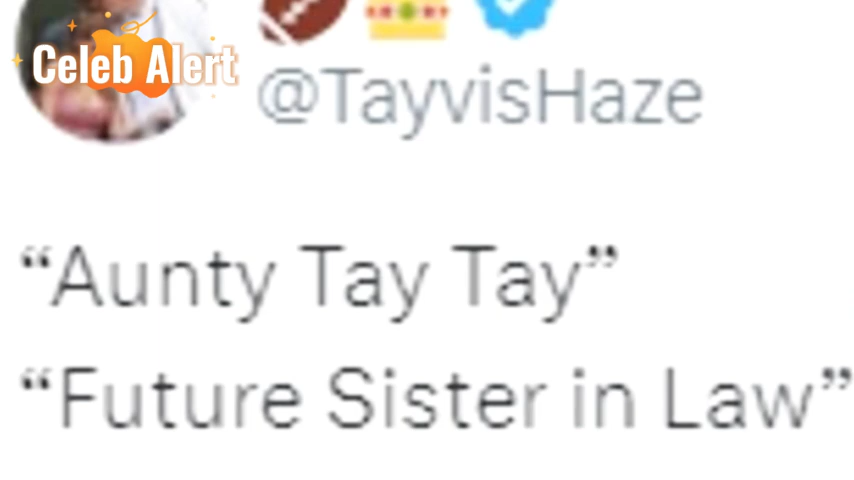 Celeb Alert
@TayvisHaze
“Aunty Tay Tay”
“Future Sister in Law”